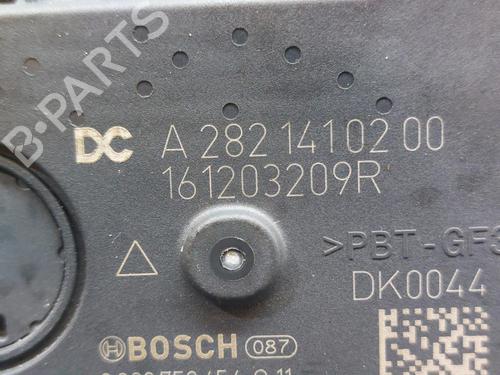 B-PARTS
DC A 282 141 02 00
161203209R
>PBT-GF3
DK0044
BOSCH 087